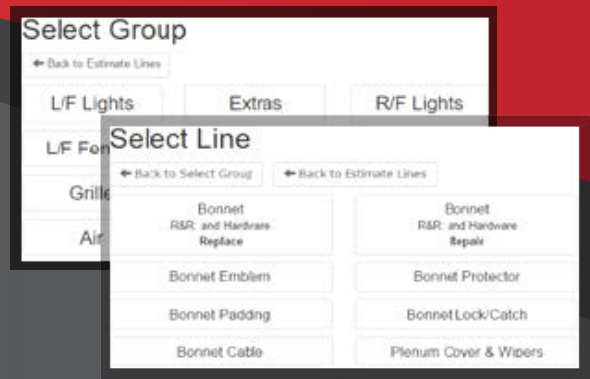 Select Group
← Back to Estimate Lines
L/F Lights
Extras
R/F Lights
L/F
Grille
Air
Select Line
← Back to Select Group
← Back to Estimate Lines
Bonnet
R&R and Hardware
Replace
Bonnet
R&R and Hardware
Repair
Bonnet Emblem
Bonnet Protector
Bonnet Padding
Bonnet Lock/Catch
Bonnet Cable
Plenum Cover & Wipers